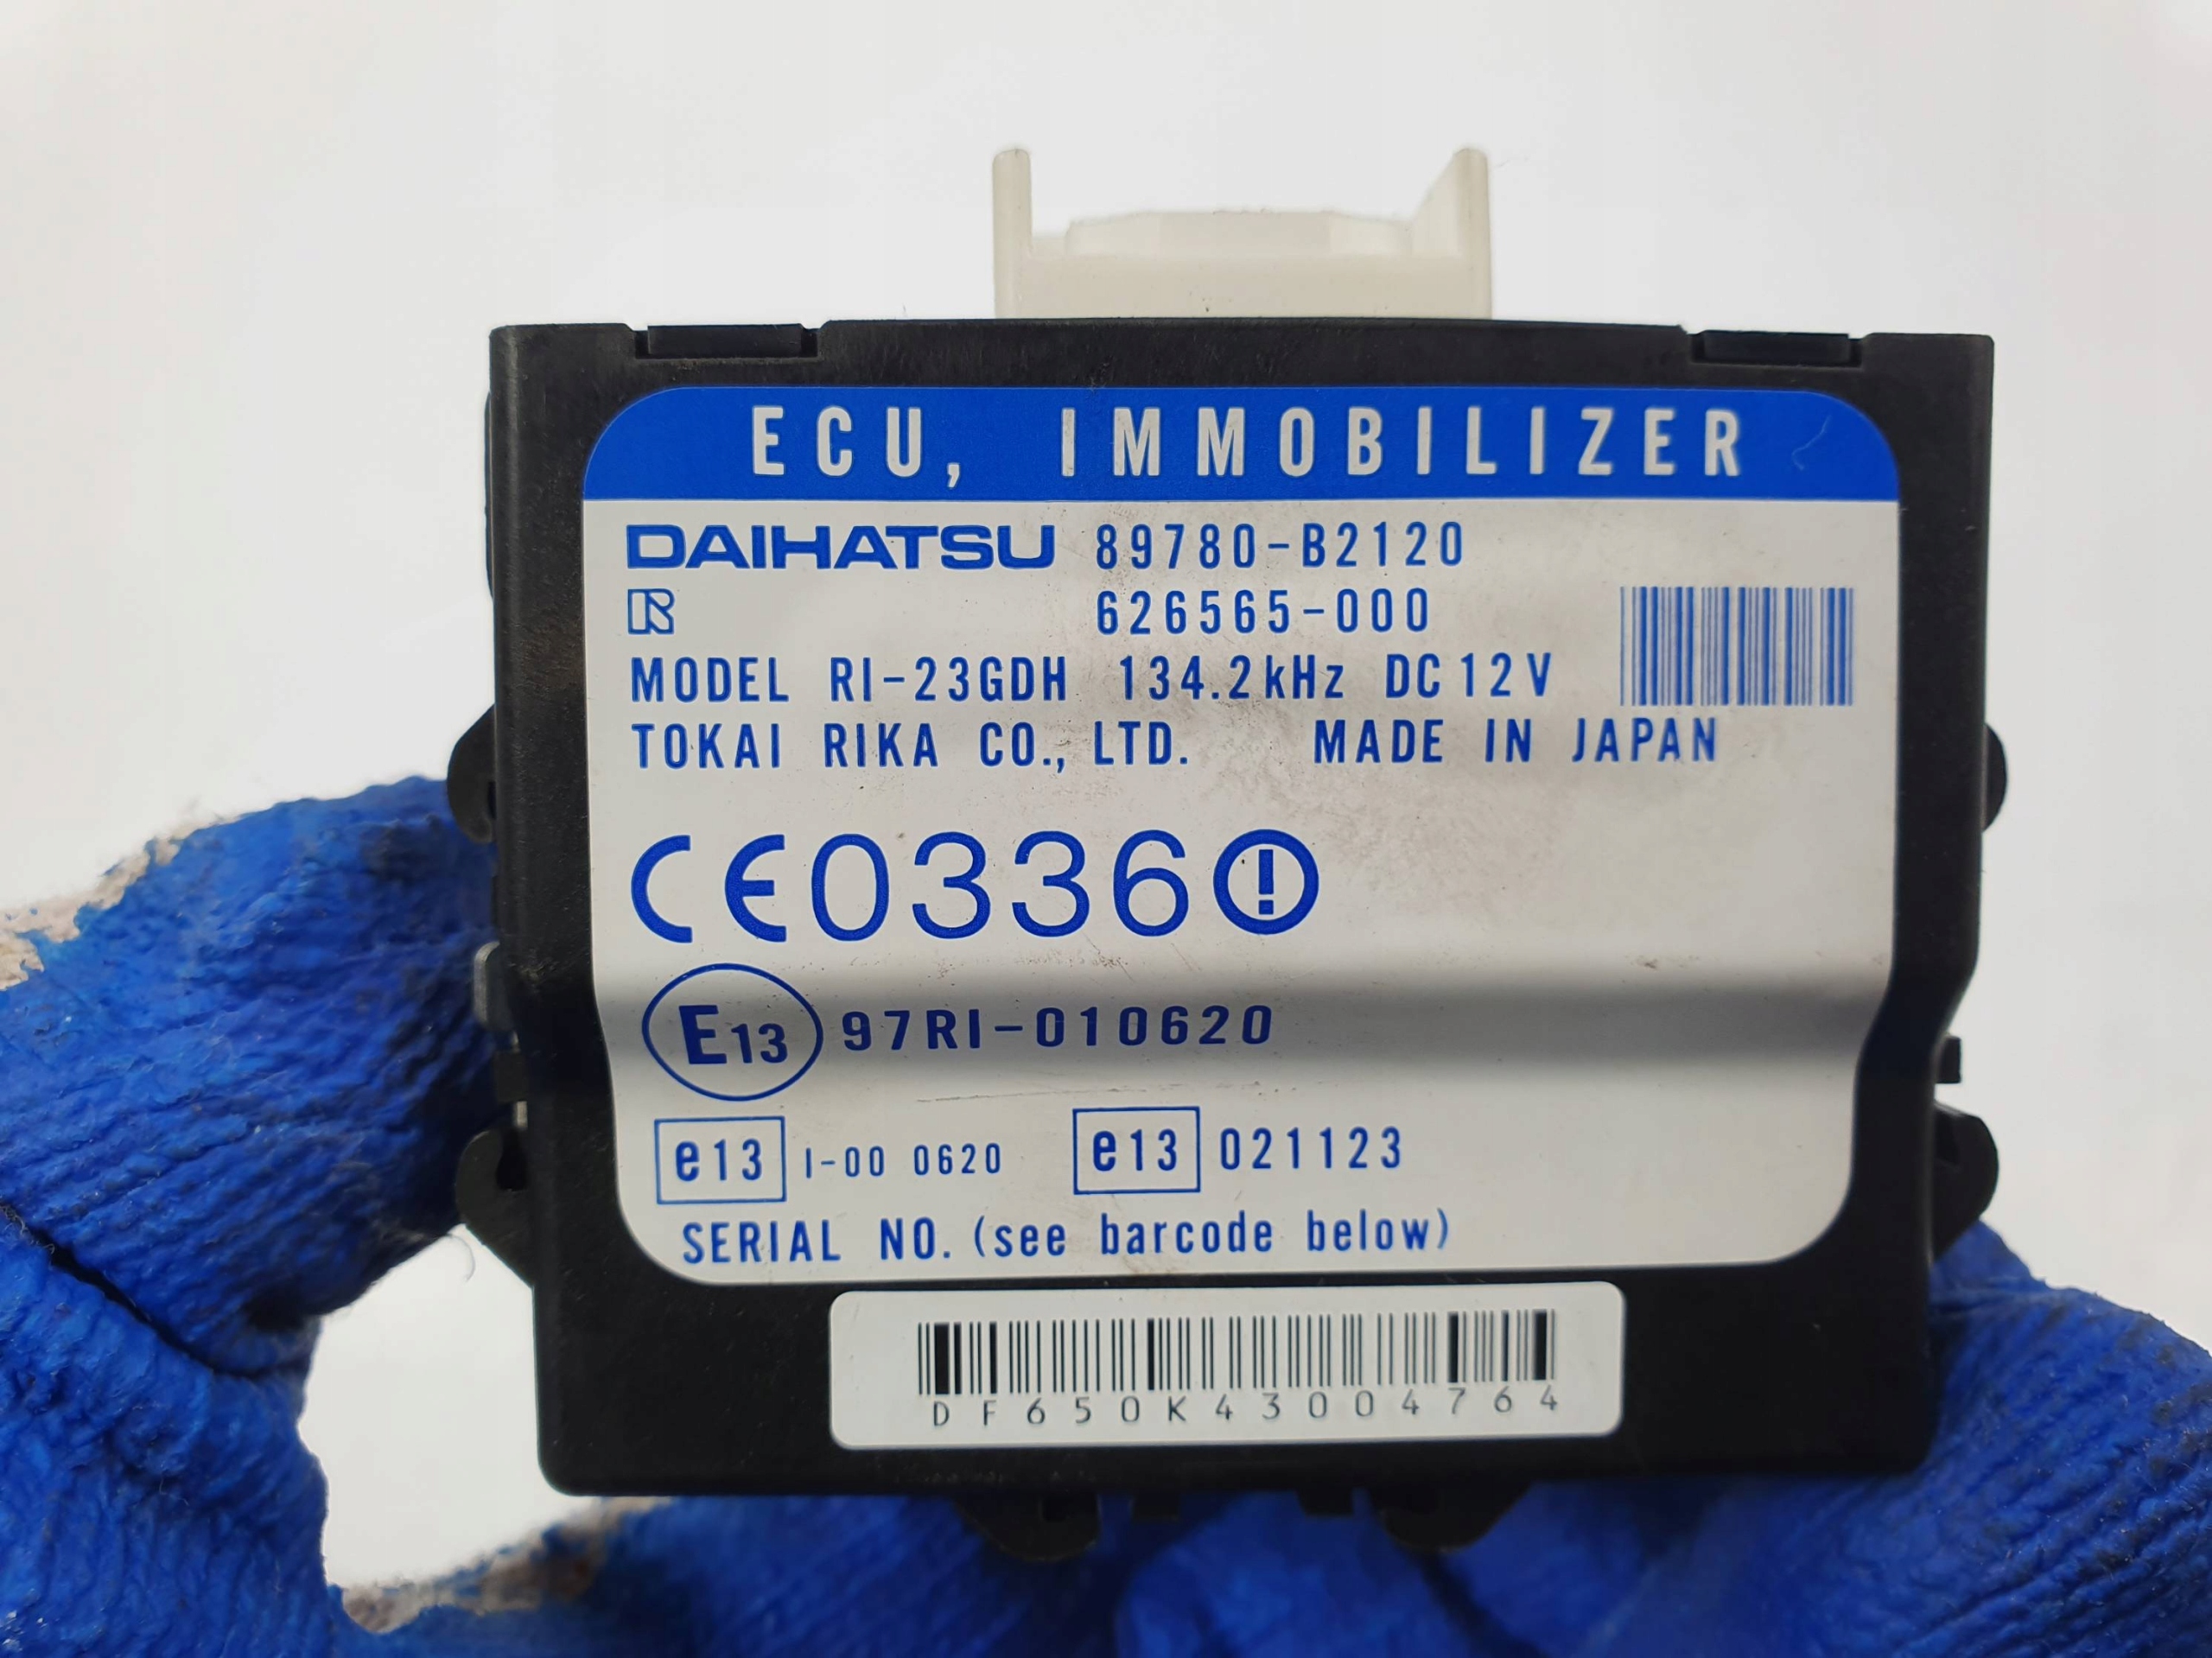 ECU, IMMOBILIZER
DAIHATSU 89780-B2120
R 626565-000
MODEL RI-23GDH 134.2kHz DC12V
TOKAI RIKA CO., LTD. MADE IN JAPAN
CE0336!
E13 97RI-010620
e13 I-00 0620 e13 021123
SERIAL NO. (see barcode below)
DF650K43004764